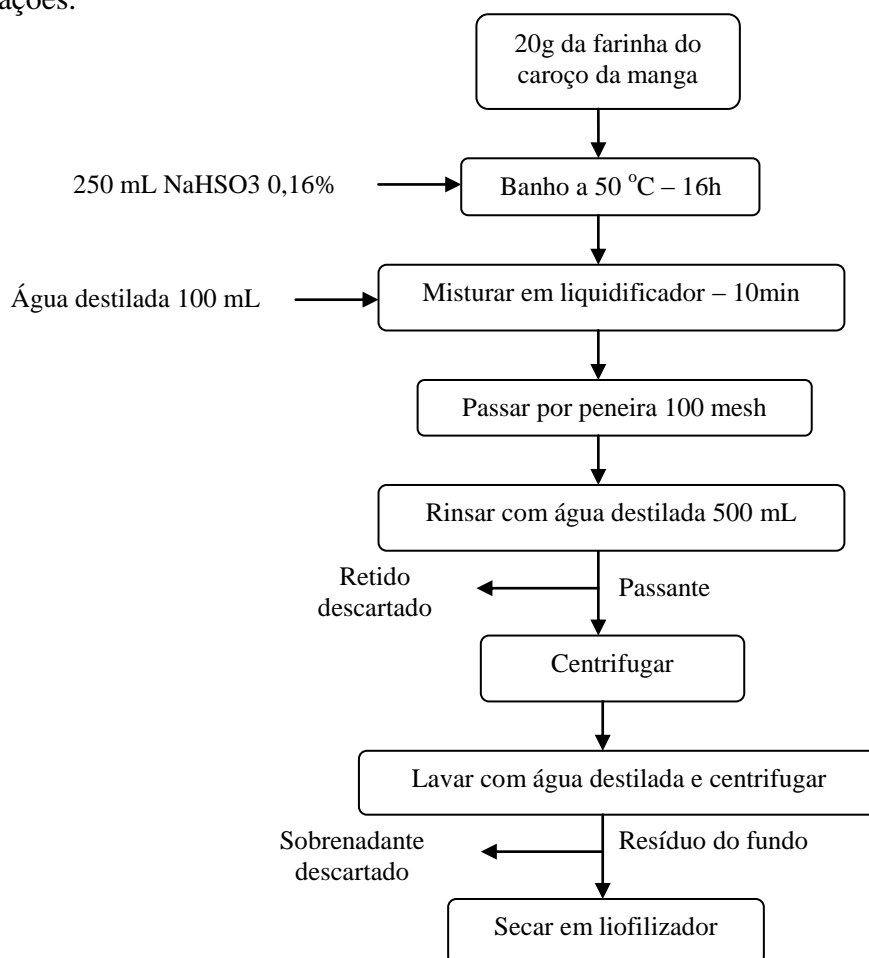 ações.
20g da farinha do
caroço da manga
250 mL NaHSO3 0,16%
Banho a 50 °C – 16h
Água destilada 100 mL
Misturar em liquidificador – 10min
Passar por peneira 100 mesh
Rinsar com água destilada 500 mL
Retido
descartado
Passante
Centrifugar
Lavar com água destilada e centrifugar
Sobrenadante
descartado
Resíduo do fundo
Secar em liofilizador